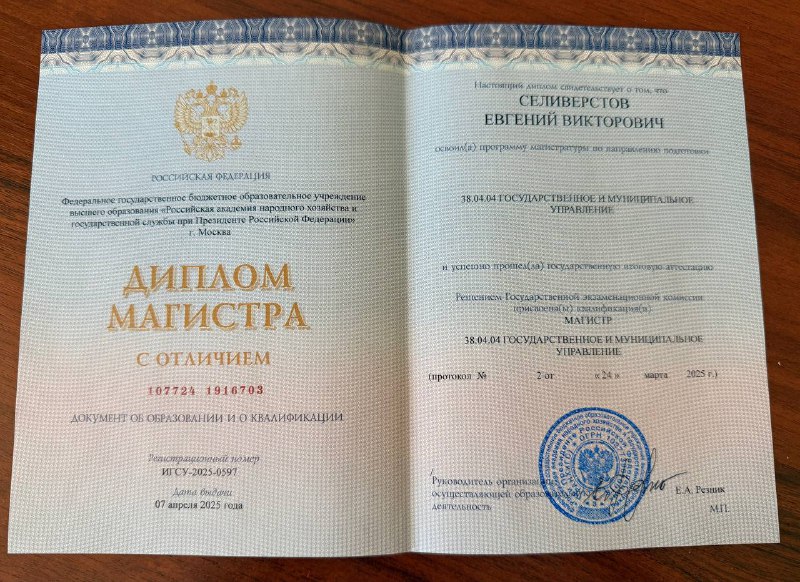 РОССИЙСКАЯ ФЕДЕРАЦИЯ
Федеральное государственное бюджетное образовательное учреждение
высшего образования «Российская академия народного хозяйства и
государственной службы при Президенте Российской Федерации»
г. Москва
ДИПЛОМ
МАГИСТРА
С ОТЛИЧИЕМ
107724 1916703
ДОКУМЕНТ ОБ ОБРАЗОВАНИИ И О КВАЛИФИКАЦИИ
Регистрационный номер
ИГСУ-2025-0597
Дата выдачи
07 апреля 2025 года
Настоящий диплом свидетельствует о том, что
СЕЛИВЕРСТОВ
ЕВГЕНИЙ ВИКТОРОВИЧ
освоил(а) программу магистратуры по направлению подготовки
38.04.04 ГОСУДАРСТВЕННОЕ И МУНИЦИПАЛЬНОЕ
УПРАВЛЕНИЕ
и успешно прошел(ла) государственную итоговую аттестацию
Решением Государственной экзаменационной комиссии
присвоена(ы) квалификация(и)
МАГИСТР
38.04.04 ГОСУДАРСТВЕННОЕ И МУНИЦИПАЛЬНОЕ
УПРАВЛЕНИЕ
(протокол № 2 от « 24 » марта 2025 г.)
Руководитель организации,
осуществляющей образовательную
деятельность
Е.А. Резник
М.П.